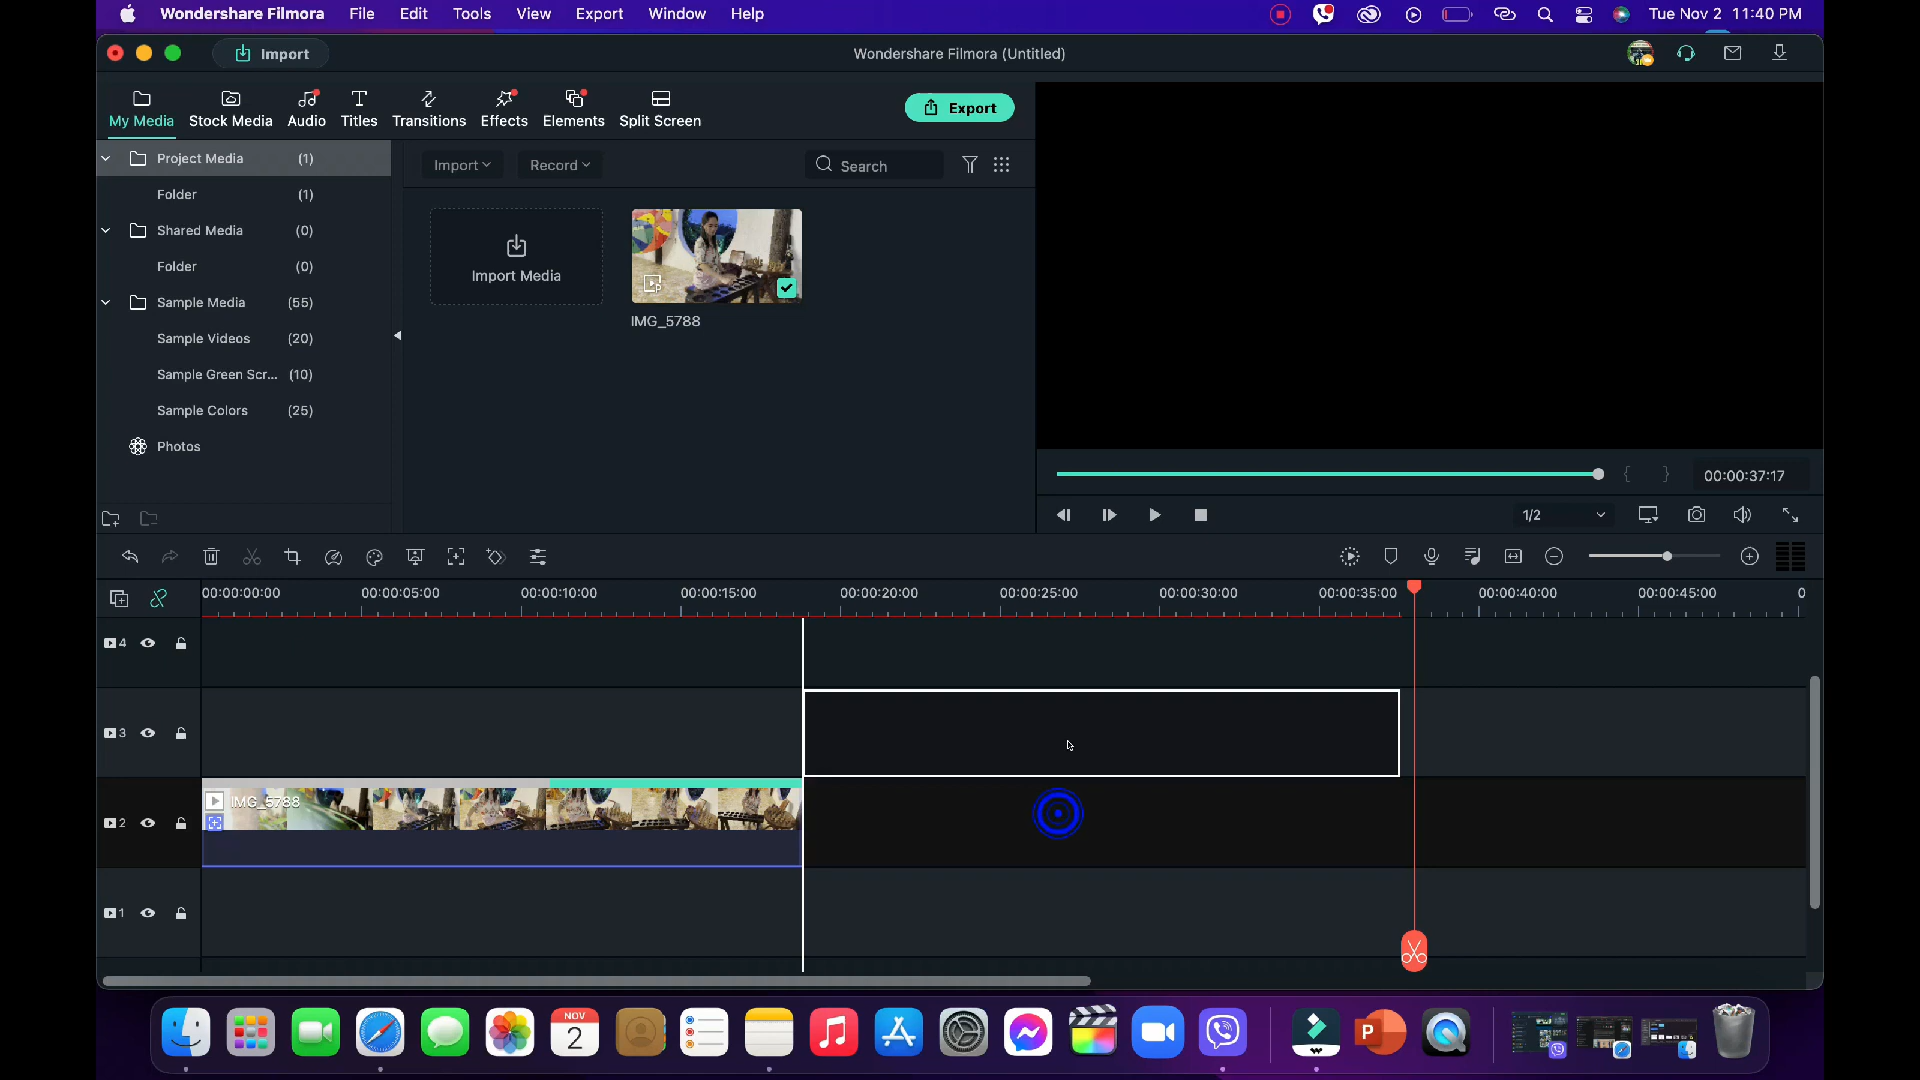 Wondershare Filmora File Edit Tools View Export Window Help Tue Nov 2 11:40 PM
Import Wondershare Filmora (Untitled)
My Media Stock Media Audio Titles Transitions Effects Elements Split Screen Export
Project Media (1)
Folder (1)
Shared Media (0)
Folder (0)
Sample Media (55)
Sample Videos (20)
Sample Green Scr... (10)
Sample Colors (25)
Photos
Import Record Search
Import Media
IMG_5788
00:00:37:17
1/2
00:00:00:00 00:00:05:00 00:00:10:00 00:00:15:00 00:00:20:00 00:00:25:00 00:00:30:00 00:00:35:00 00:00:40:00 00:00:45:00 0
4
3
IMG_5788
2
1
NOV
2